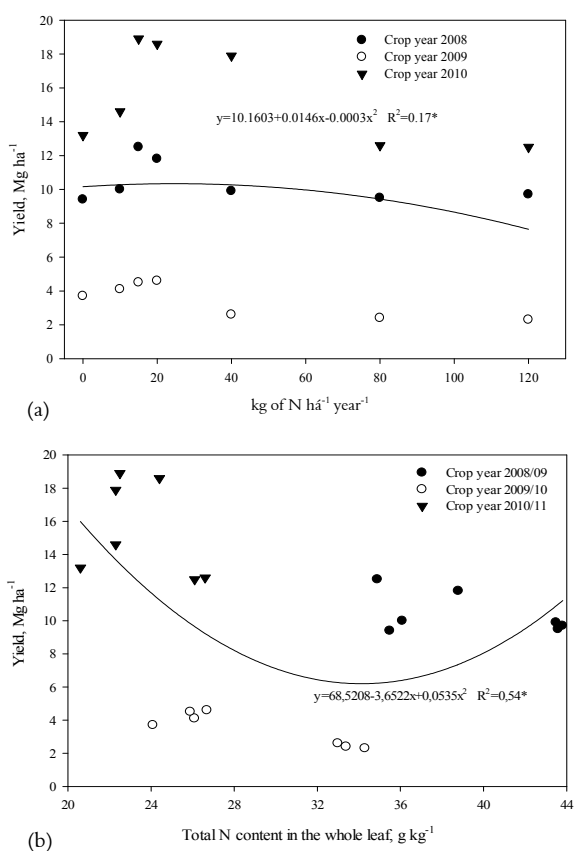 20
18
16
14
12
10
8
6
4
2
0
Yield, Mg ha⁻¹
Crop year 2008
Crop year 2009
Crop year 2010
y=10.1603+0.0146x-0.0003x² R²=0.17*
0 20 40 60 80 100 120
kg of N há⁻¹ year⁻¹
(a)
20
18
16
14
12
10
8
6
4
2
0
Yield, Mg ha⁻¹
Crop year 2008/09
Crop year 2009/10
Crop year 2010/11
y=68,5208-3,6522x+0,0535x² R²=0,54*
20 24 28 32 36 40 44
Total N content in the whole leaf, g kg⁻¹
(b)